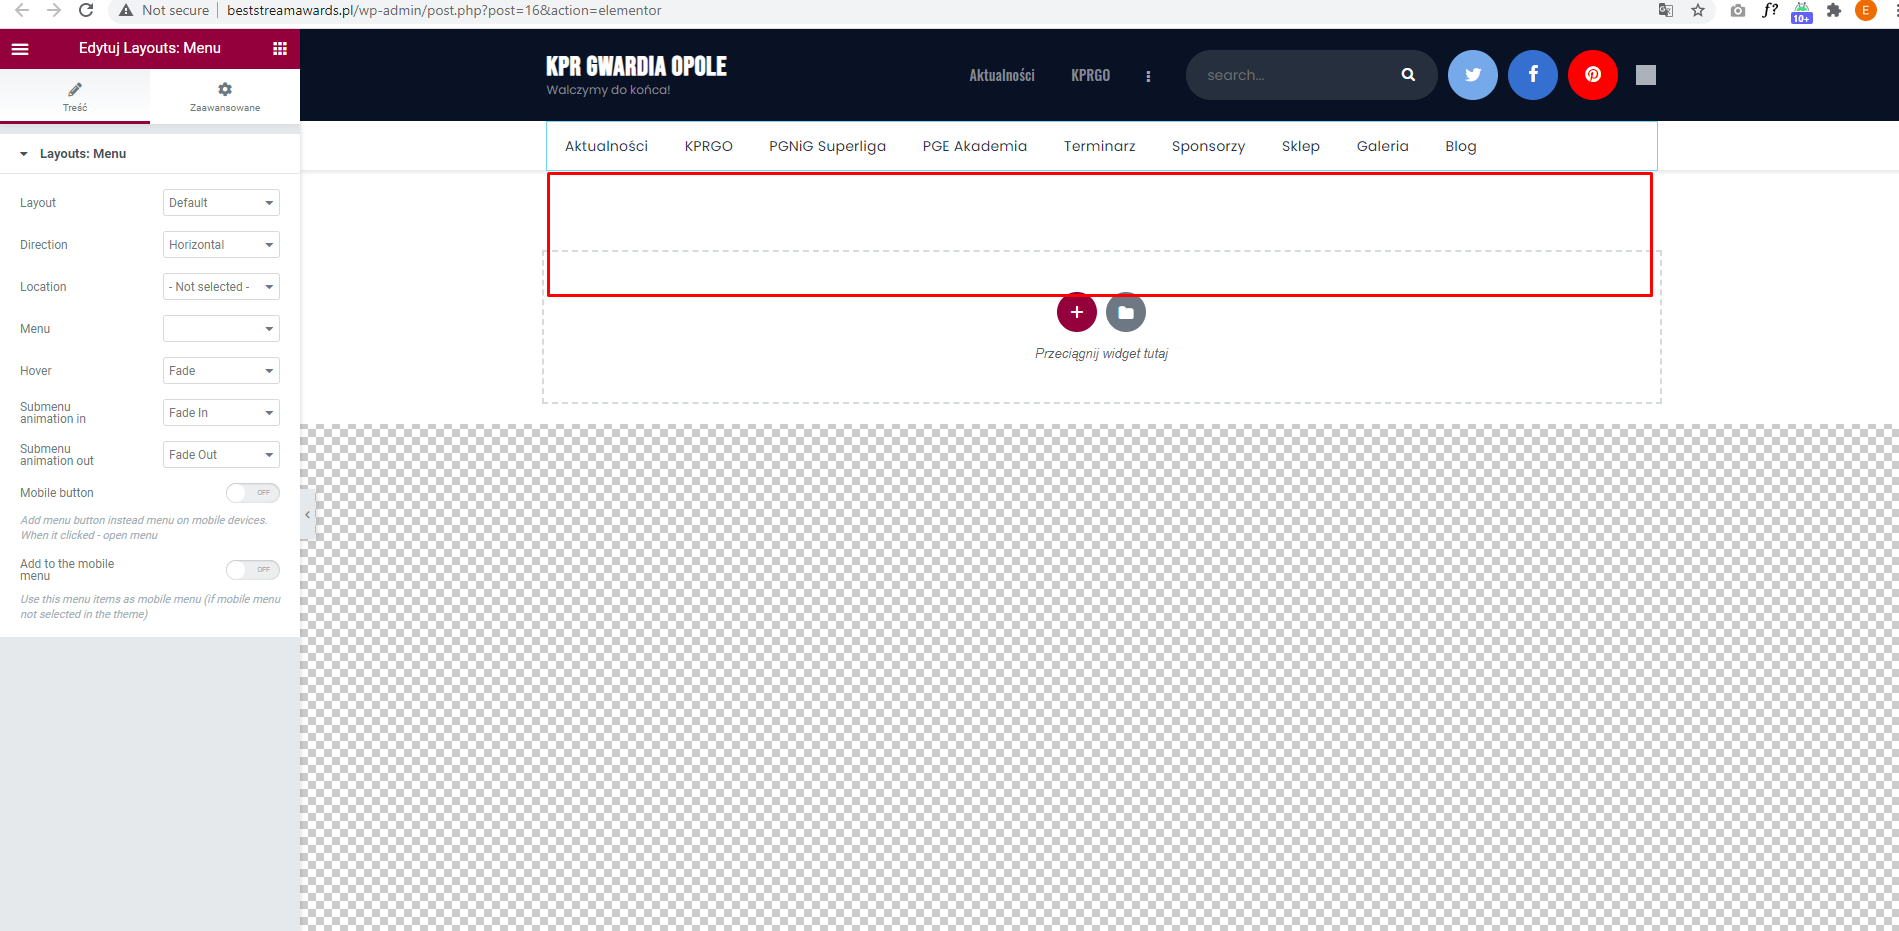 Not secure
beststreamawards.pl/wp-admin/post.php?post=16&action=elementor
f?
10+
E
Edytuj Layouts: Menu
Treść
Zaawansowane
Layouts: Menu
Layout
Default
Direction
Horizontal
Location
- Not selected -
Menu
Hover
Fade
Submenu
animation in
Fade In
Submenu
animation out
Fade Out
Mobile button
OFF
Add menu button instead menu on mobile devices.
When it clicked - open menu
Add to the mobile
menu
OFF
Use this menu items as mobile menu (if mobile menu
not selected in the theme)
KPR GWARDIA OPOLE
Walczymy do końca!
Aktualności
KPRGO
search...
Aktualności
KPRGO
PGNiG Superliga
PGE Akademia
Terminarz
Sponsorzy
Sklep
Galeria
Blog
Przeciągnij widget tutaj